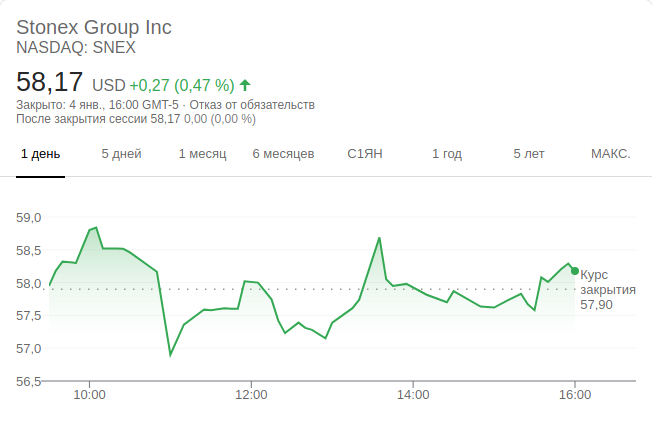 Stonex Group Inc
NASDAQ: SNEX
58,17 USD +0,27 (0,47 %)
Закрыто: 4 янв., 16:00 GMT-5 · Отказ от обязательств
После закрытия сессии 58,17 0,00 (0,00 %)
1 день 5 дней 1 месяц 6 месяцев С1ЯН 1 год 5 лет МАКС.
59,0
58,5
58,0
57,5
57,0
56,5
Курс
закрытия
57,90
10:00 12:00 14:00 16:00